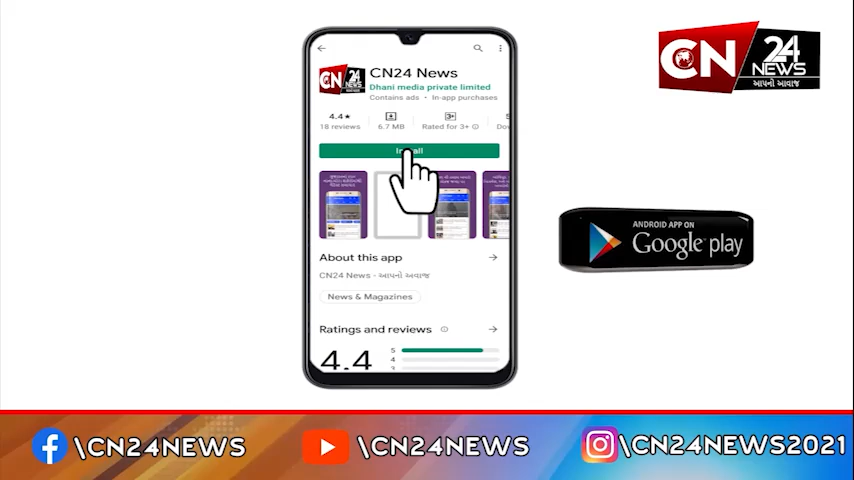 CN24 News
Dhani media private limited
Contains ads • In-app purchases
4.4★
18 reviews
6.7 MB
3+
Rated for 3+
Install
About this app
CN24 News - આપનો અવાજ
News & Magazines
Ratings and reviews
4.4
5
4
3
CN 24 NEWS
આપનો અવાજ
ANDROID APP ON
Google play
\CN24NEWS
\CN24NEWS
\CN24NEWS2021